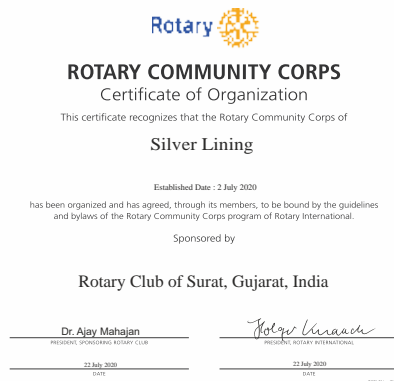 Rotary
ROTARY COMMUNITY CORPS
Certificate of Organization
This certificate recognizes that the Rotary Community Corps of
Silver Lining
Established Date : 2 July 2020
has been organized and has agreed, through its members, to be bound by the guidelines
and bylaws of the Rotary Community Corps program of Rotary International.
Sponsored by
Rotary Club of Surat, Gujarat, India
Dr. Ajay Mahajan
PRESIDENT, SPONSORING ROTARY CLUB
Holger Knaack
PRESIDENT, ROTARY INTERNATIONAL
22 July 2020
DATE
22 July 2020
DATE